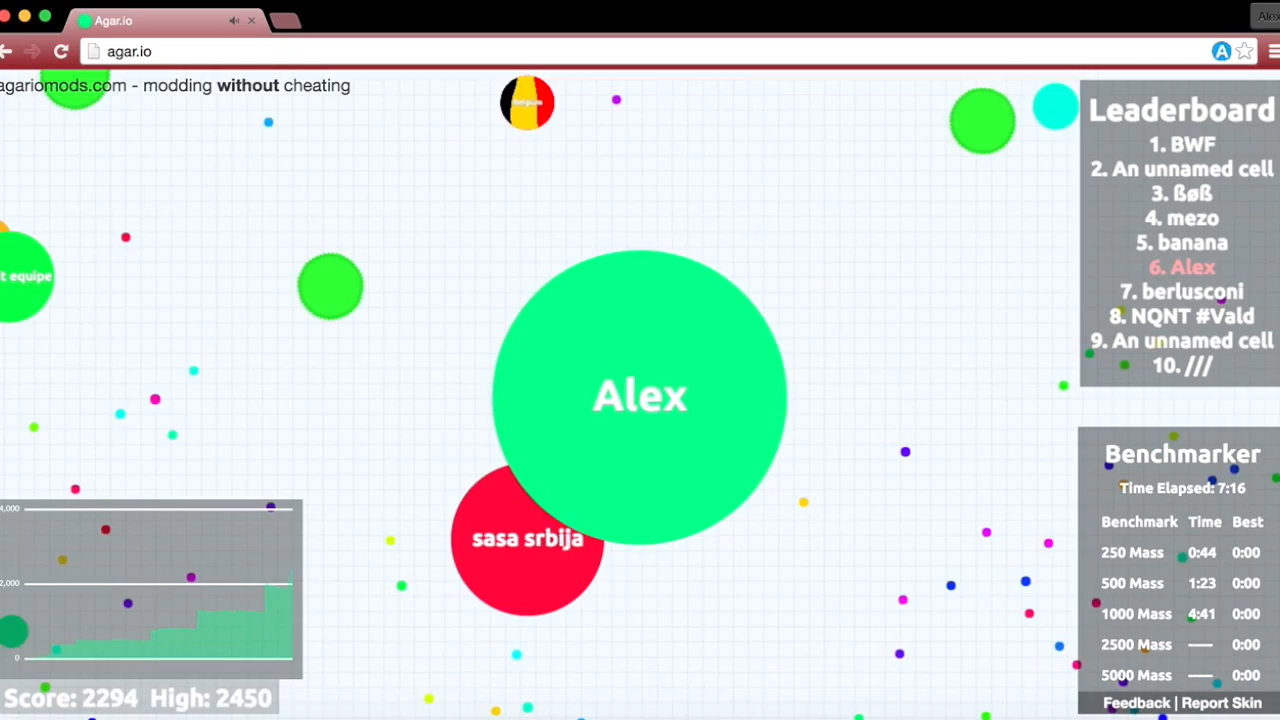 Agar.io
Alex
agar.io
agariomods.com - modding without cheating
Belgium
t equipe
Alex
sasa srbija
Leaderboard
1. BWF
2. An unnamed cell
3. ßøß
4. mezo
5. banana
6. Alex
7. berlusconi
8. NQNT #Vald
9. An unnamed cell
10. ///
Benchmarker
Time Elapsed: 7:16
Benchmark Time Best
250 Mass 0:44 0:00
500 Mass 1:23 0:00
1000 Mass 4:41 0:00
2500 Mass —— 0:00
5000 Mass —— 0:00
Feedback | Report Skin
4,000
2,000
0
Score: 2294 High: 2450